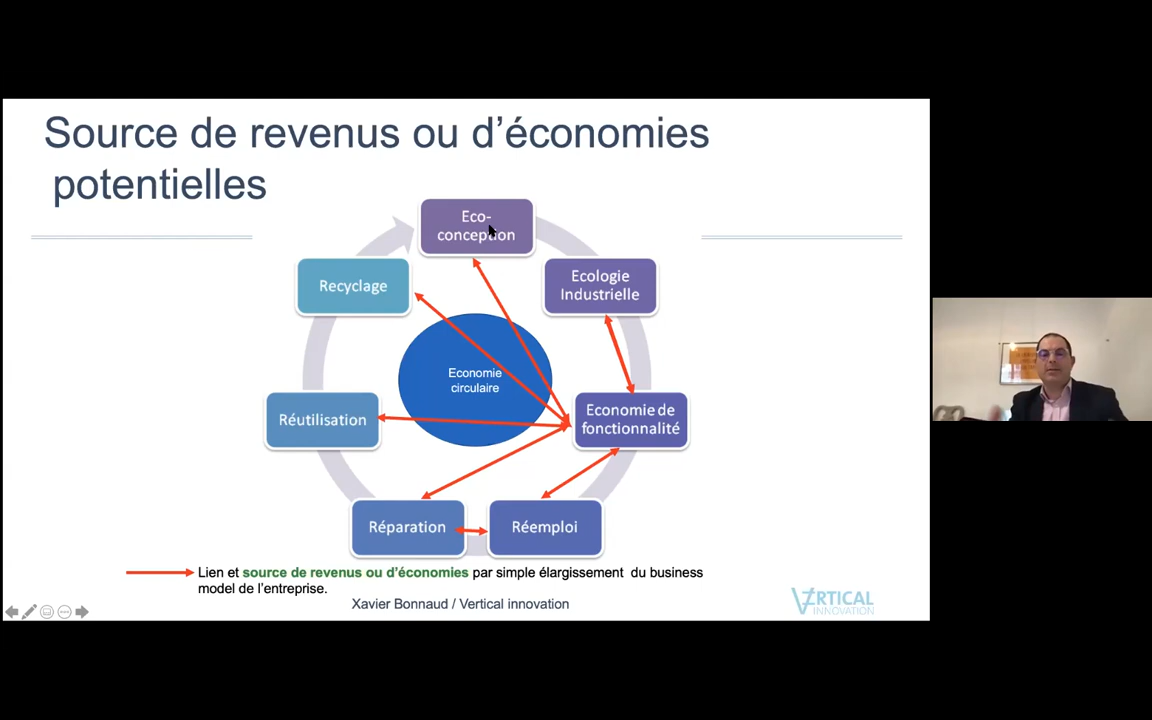 Source de revenus ou d’économies
potentielles
Eco-
conception
Ecologie
Industrielle
Economie de
fonctionnalité
Réemploi
Réparation
Réutilisation
Recyclage
Economie
circulaire
Lien et source de revenus ou d’économies par simple élargissement du business
model de l’entreprise.
Xavier Bonnaud / Vertical innovation
VERTICAL
INNOVATION